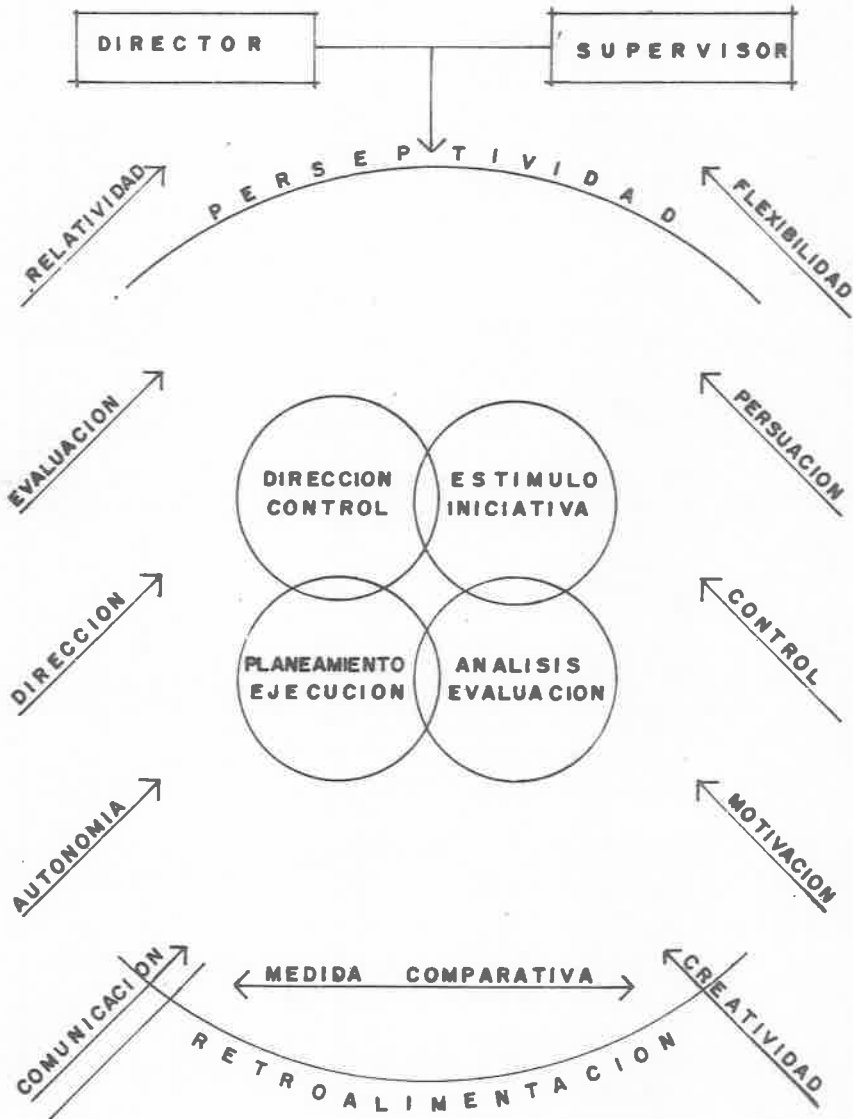 DIRECTOR
SUPERVISOR
PERSEPTIVIDAD
RELATIVIDAD
FLEXIBILIDAD
EVALUACION
PERSUACION
DIRECCION
CONTROL
ESTIMULO
INICIATIVA
DIRECCION
CONTROL
PLANEAMIENTO
EJECUCION
ANALISIS
EVALUACION
AUTONOMIA
MOTIVACION
COMUNICACION
MEDIDA COMPARATIVA
CREATIVIDAD
RETROALIMENTACION